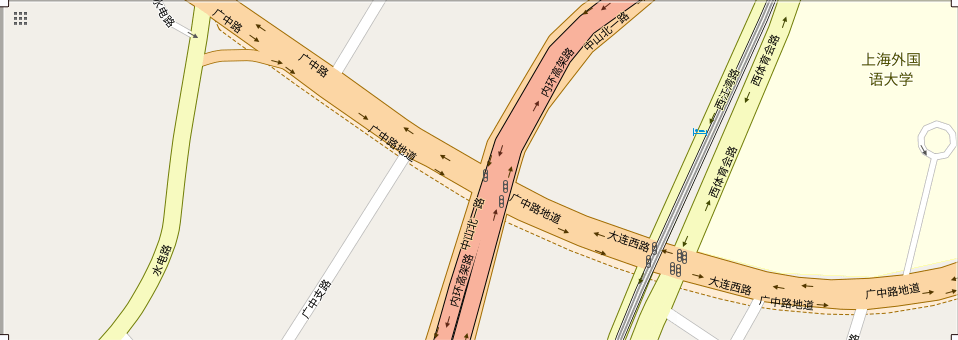 水电路
广中路
广中路
广中路地道
中山北一路
内环高架路
西江湾路
西体育会路
上海外国
语大学
西体育会路
广中路地道
中山北一路
内环高架路
水电路
广中支路
大连西路
大连西路
广中路地道
广中路地道
路